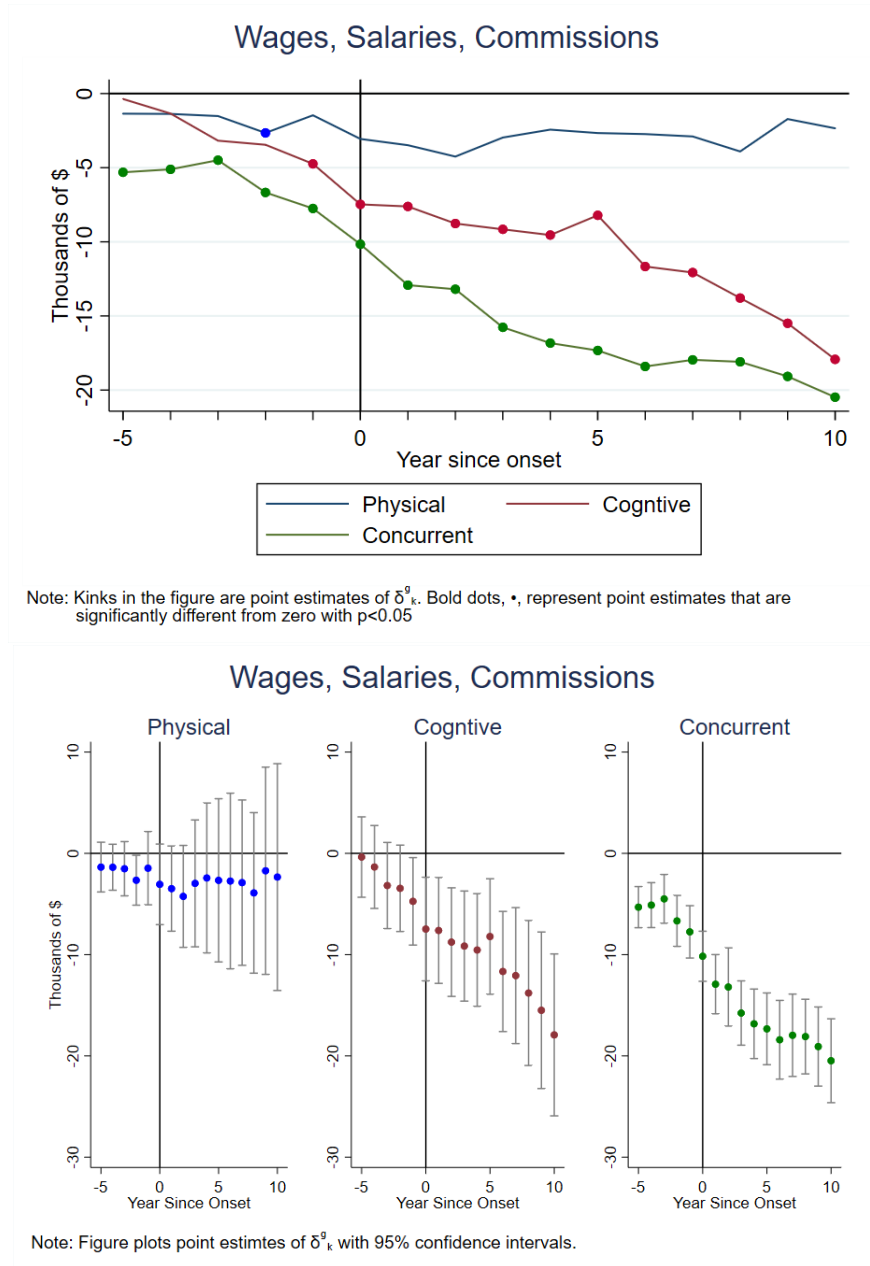 Wages, Salaries, Commissions
0
-5
-10
-15
-20
Thousands of $
-5
0
5
10
Year since onset
Physical
Cogntive
Concurrent
Note: Kinks in the figure are point estimates of δᵍₖ. Bold dots, •, represent point estimates that are
significantly different from zero with p<0.05
Wages, Salaries, Commissions
Physical
Cogntive
Concurrent
10
0
-10
-20
-30
Thousands of $
10
0
-10
-20
-30
10
0
-10
-20
-30
-5 0 5 10
-5 0 5 10
-5 0 5 10
Year Since Onset
Year Since Onset
Year Since Onset
Note: Figure plots point estimtes of δᵍₖ with 95% confidence intervals.